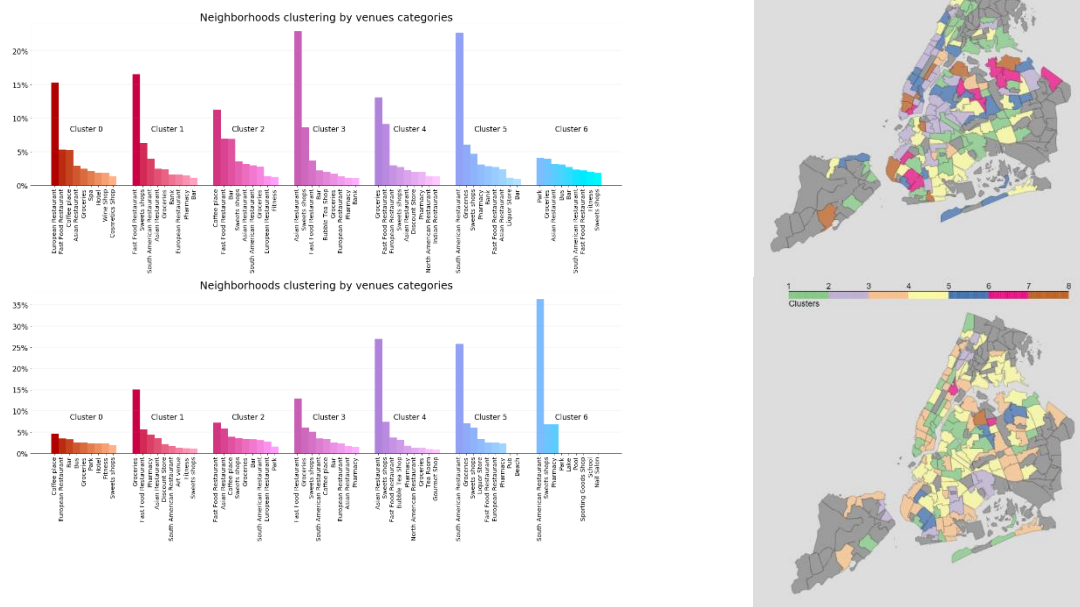 Neighborhoods clustering by venues categories
20%
15%
10%
5%
0%
Cluster 0
Cluster 1
Cluster 2
Cluster 3
Cluster 4
Cluster 5
Cluster 6
European Restaurant
Fast Food Restaurant
Coffee place
Asian Restaurant
Groceries
Spa
Hotel
Wine Shop
Fitness
Cosmetics Shop
Fast Food Restaurant
Sweets shops
South American Restaurant
Asian Restaurant
Groceries
Bank
European Restaurant
Pharmacy
Bar
Coffee place
Fast Food Restaurant
Bar
Sweets shops
Asian Restaurant
South American Restaurant
Groceries
European Restaurant
Fitness
Asian Restaurant
Sweets shops
Fast Food Restaurant
Bar
Bubble Tea Shop
Groceries
European Restaurant
Pharmacy
Bank
Groceries
Fast Food Restaurant
European Restaurant
Sweets shops
Asian Restaurant
Discount Store
Pharmacy
North American Restaurant
Indian Restaurant
South American Restaurant
Groceries
Sweets shops
Pharmacy
Bank
Fast Food Restaurant
Asian Restaurant
Liquor Store
Bar
Park
Groceries
Boa
Bus
Bar
South American Restaurant
Fast Food Restaurant
Fitness
Sweets shops
Neighborhoods clustering by venues categories
35%
30%
25%
20%
15%
10%
5%
0%
Cluster 0
Cluster 1
Cluster 2
Cluster 3
Cluster 4
Cluster 5
Cluster 6
Coffee place
European Restaurant
Bar
Bus
Groceries
Park
Hotel
Fitness
Sweets shops
Groceries
Fast Food Restaurant
Pharmacy
Asian Restaurant
Discount Store
South American Restaurant
Art venue
Fitness
Sweets shops
Fast Food Restaurant
Asian Restaurant
Coffee place
Sweets shops
Groceries
Bar
South American Restaurant
European Restaurant
Park
Fast Food Restaurant
Groceries
Sweets shops
South American Restaurant
Coffee place
Bar
European Restaurant
Asian Restaurant
Pharmacy
Asian Restaurant
Sweets shops
Fast Food Restaurant
Bubble Tea Shop
Pharmacy
North American Restaurant
Groceries
Tea Room
Gourmet Shop
South American Restaurant
Groceries
Sweets shops
Liquor Store
Fast Food Restaurant
European Restaurant
Pharmacy
Pub
Beach
South American Restaurant
Sweets shops
Pharmacy
Park
Lake
Pool
Sporting Goods Shop
School
Nail Salon
1 2 3 4 5 6 7 8
Clusters